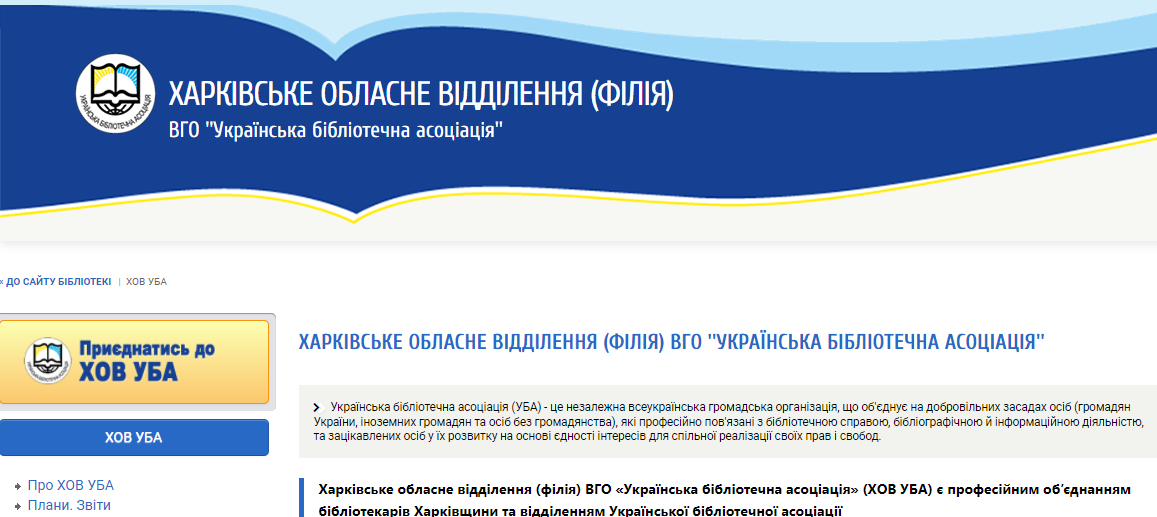 ХАРКІВСЬКЕ ОБЛАСНЕ ВІДДІЛЕННЯ (ФІЛІЯ)
ВГО "Українська бібліотечна асоціація"
УКРАЇНСЬКА БІБЛІОТЕЧНА АСОЦІАЦІЯ
« ДО САЙТУ БІБЛІОТЕКІ | ХОВ УБА
Приєднатись до
ХОВ УБА
ХОВ УБА
Про ХОВ УБА
Плани. Звіти
ХАРКІВСЬКЕ ОБЛАСНЕ ВІДДІЛЕННЯ (ФІЛІЯ) ВГО "УКРАЇНСЬКА БІБЛІОТЕЧНА АСОЦІАЦІЯ"
Українська бібліотечна асоціація (УБА) - це незалежна всеукраїнська громадська організація, що об'єднує на добровільних засадах осіб (громадян
України, іноземних громадян та осіб без громадянства), які професійно пов'язані з бібліотечною справою, бібліографічною й інформаційною діяльністю,
та зацікавлених осіб у їх розвитку на основі єдності інтересів для спільної реалізації своїх прав і свобод.
Харківське обласне відділення (філія) ВГО «Українська бібліотечна асоціація» (ХОВ УБА) є професійним об’єднанням
бібліотекарів Харківщини та відділенням Української бібліотечної асоціації